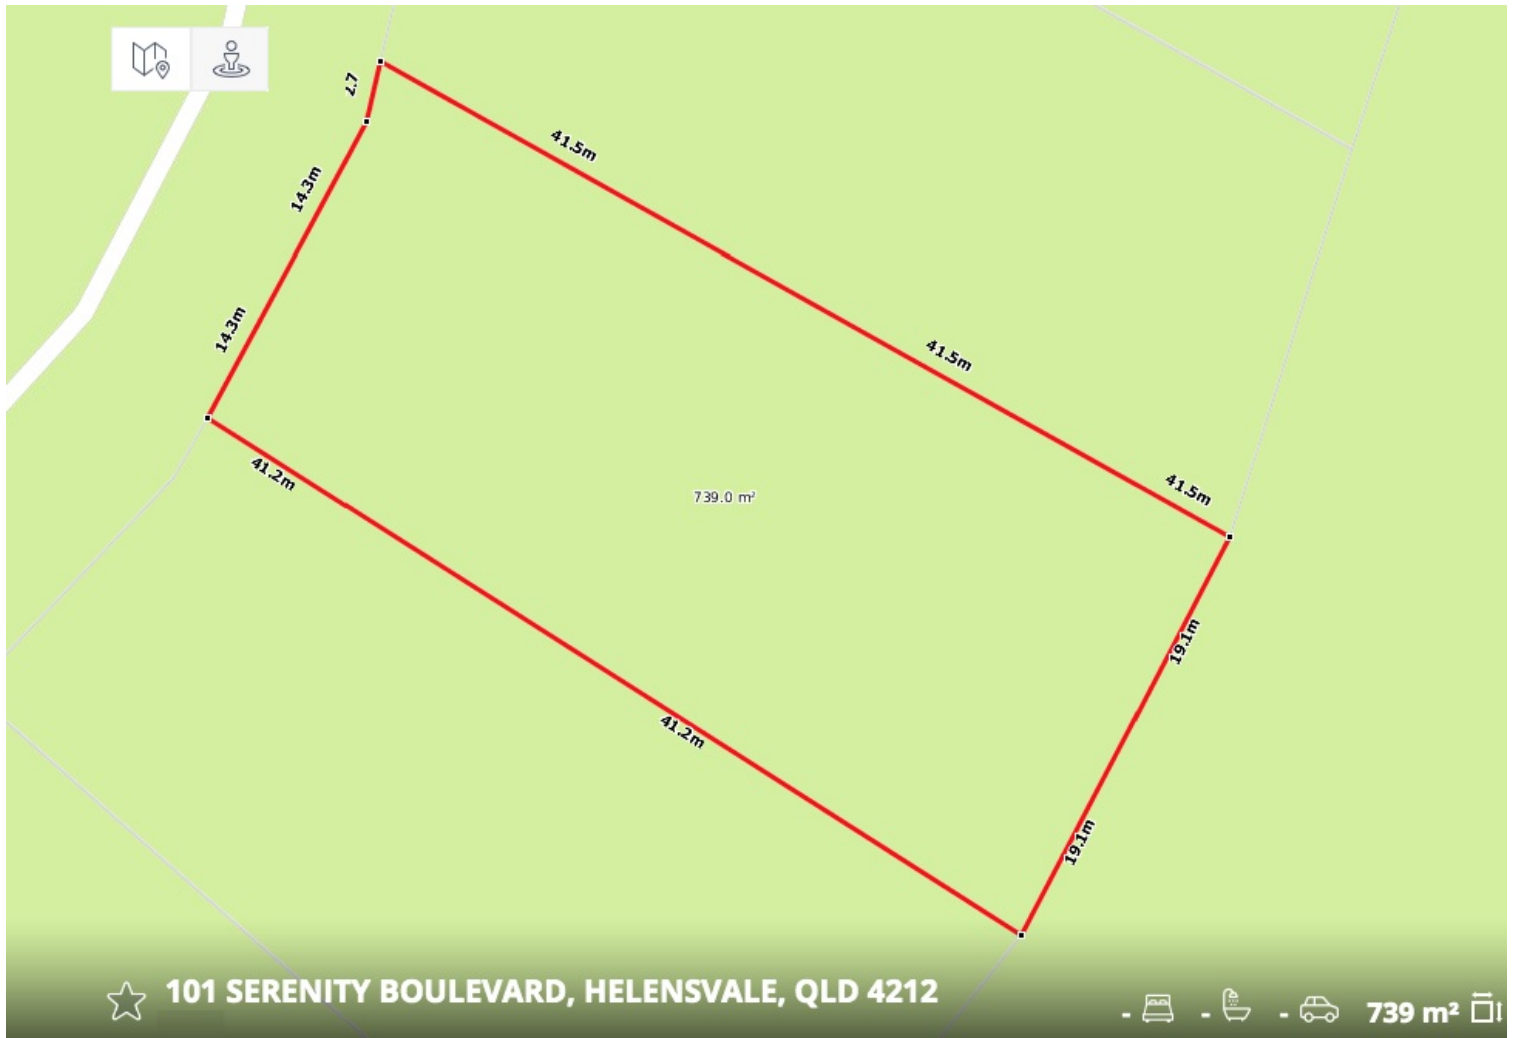 2.7
41.5m
14.3m
14.3m
41.5m
41.2m
41.5m
739.0 m²
19.1m
41.2m
19.1m
101 SERENITY BOULEVARD, HELENSVALE, QLD 4212
- - - 739 m²